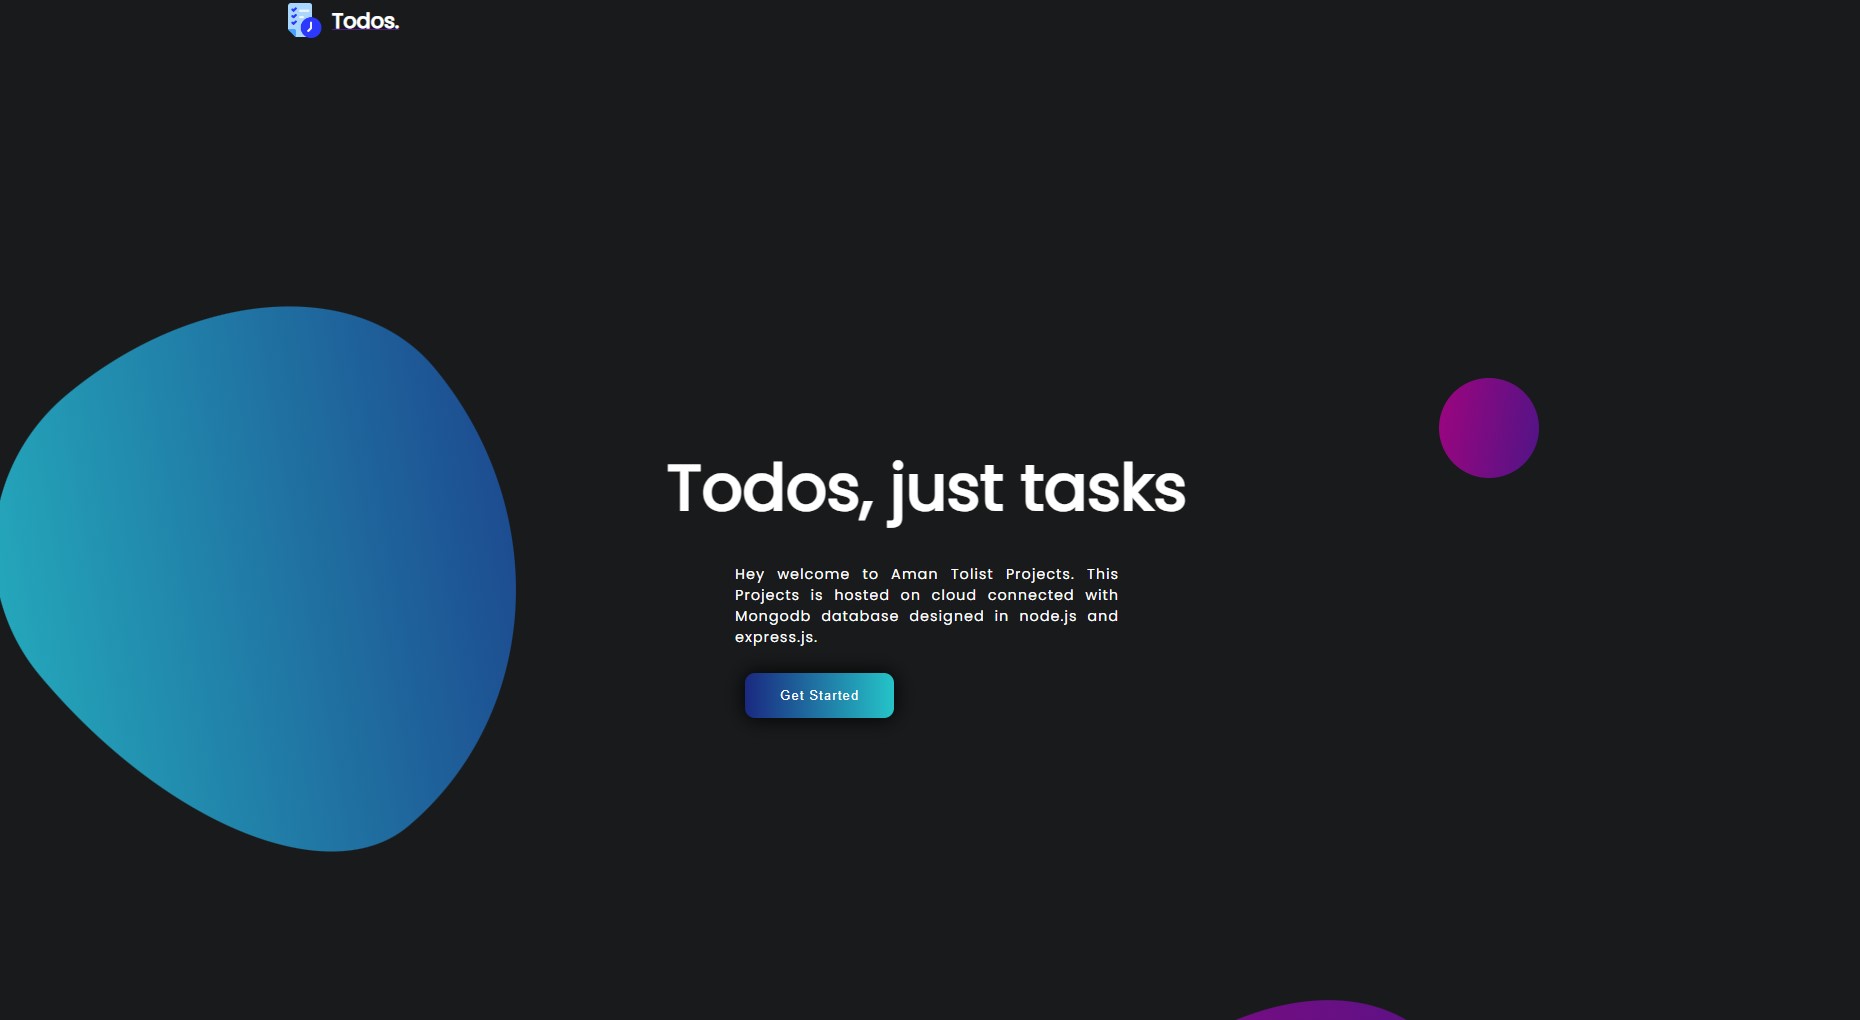 Todos.
Todos, just tasks
Hey welcome to Aman Tolist Projects. This
Projects is hosted on cloud connected with
Mongodb database designed in node.js and
express.js.
Get Started